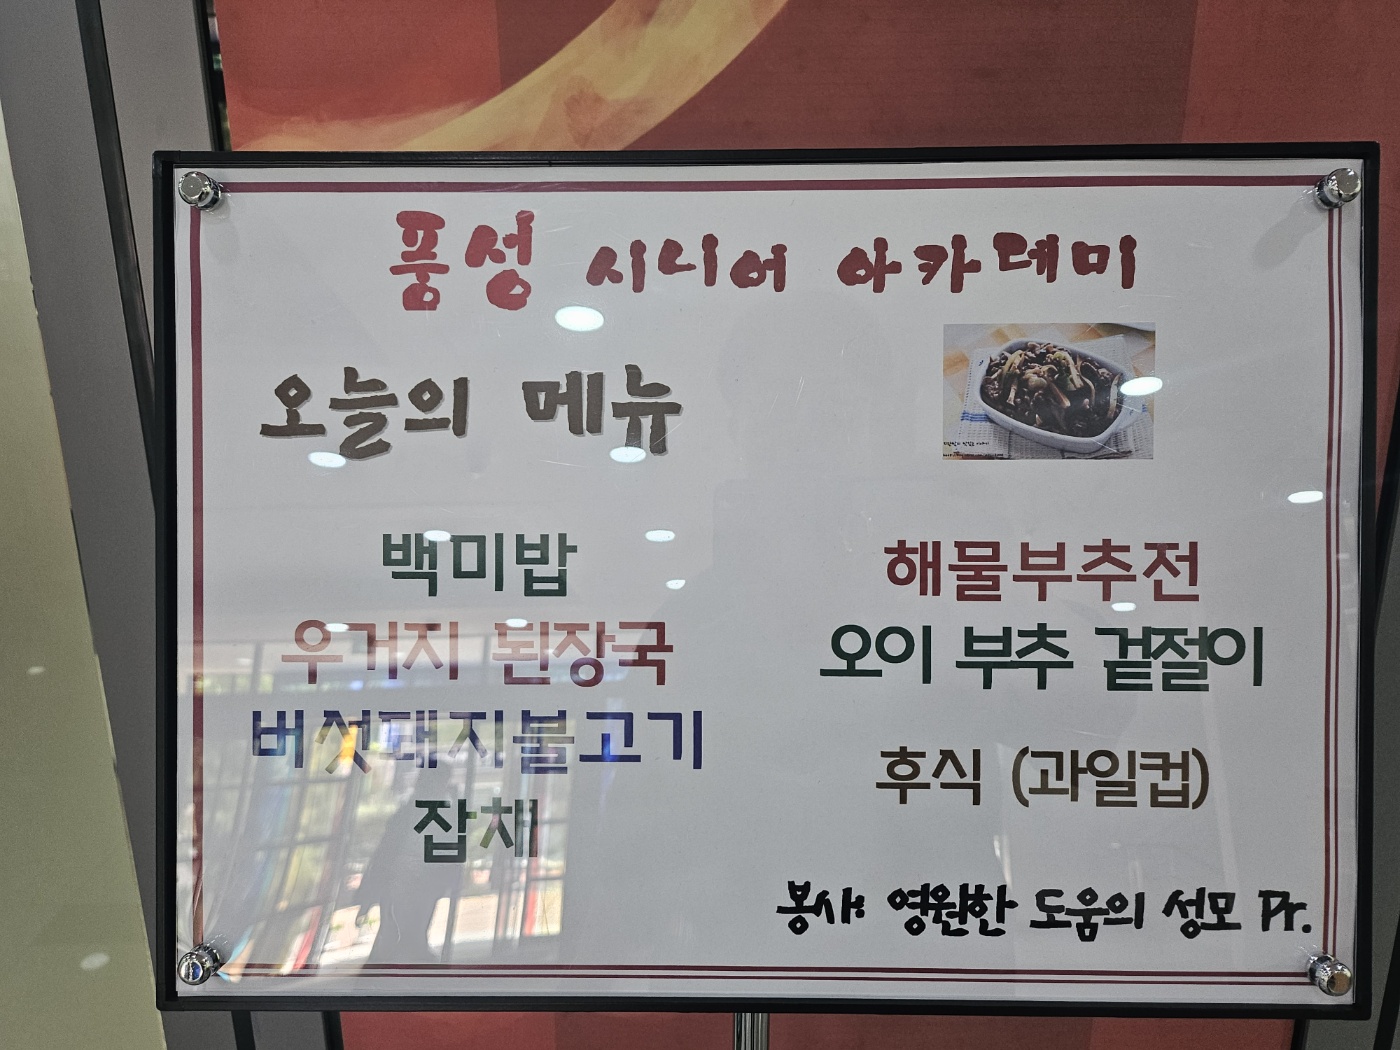 풍성 시니어 아카데미
오늘의 메뉴
백미밥
우거지 된장국
버섯돼지불고기
잡채
해물부추전
오이 부추 겉절이
후식 (과일컵)
봉사: 영원한 도움의 성모 Pr.